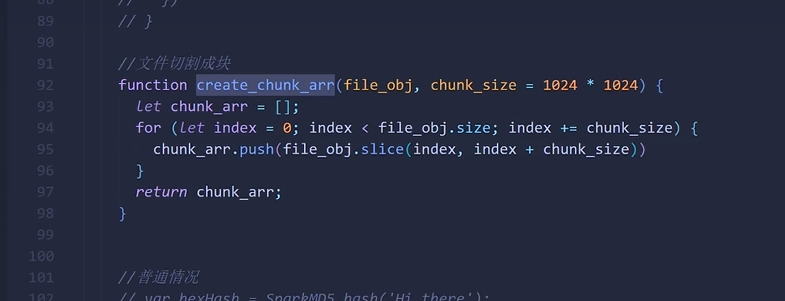 88 // })
89 // }
90
91 //文件切割成块
92 function create_chunk_arr(file_obj, chunk_size = 1024 * 1024) {
93 let chunk_arr = [];
94 for (let index = 0; index < file_obj.size; index += chunk_size) {
95 chunk_arr.push(file_obj.slice(index, index + chunk_size))
96 }
97 return chunk_arr;
98 }
99
100
101 //普通情况
102 // var hexHash = SparkMD5.hash('Hi there');